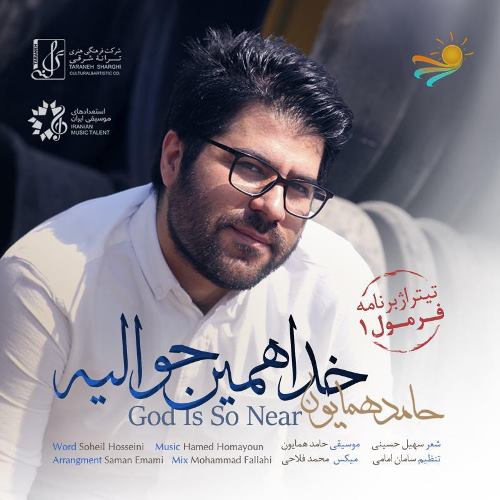 شرکت فرهنگی هنری
ترانه شرقی
TARANEH SHARGHI
CULTURAL&ARTISTIC CO.
TARANEH
استعدادهای
موسیقی ایران
IRANIAN
MUSIC TALENT
تیتراژ برنامه
فرمول ۱
خدا همین حوالیه
حامد همایون
God Is So Near
Word Soheil Hosseini Music Hamed Homayoun موسیقی حامد همایون شعر سهیل حسینی
Arrangment Saman Emami Mix Mohammad Fallahi میکس محمد فلاحی تنظیم سامان امامی